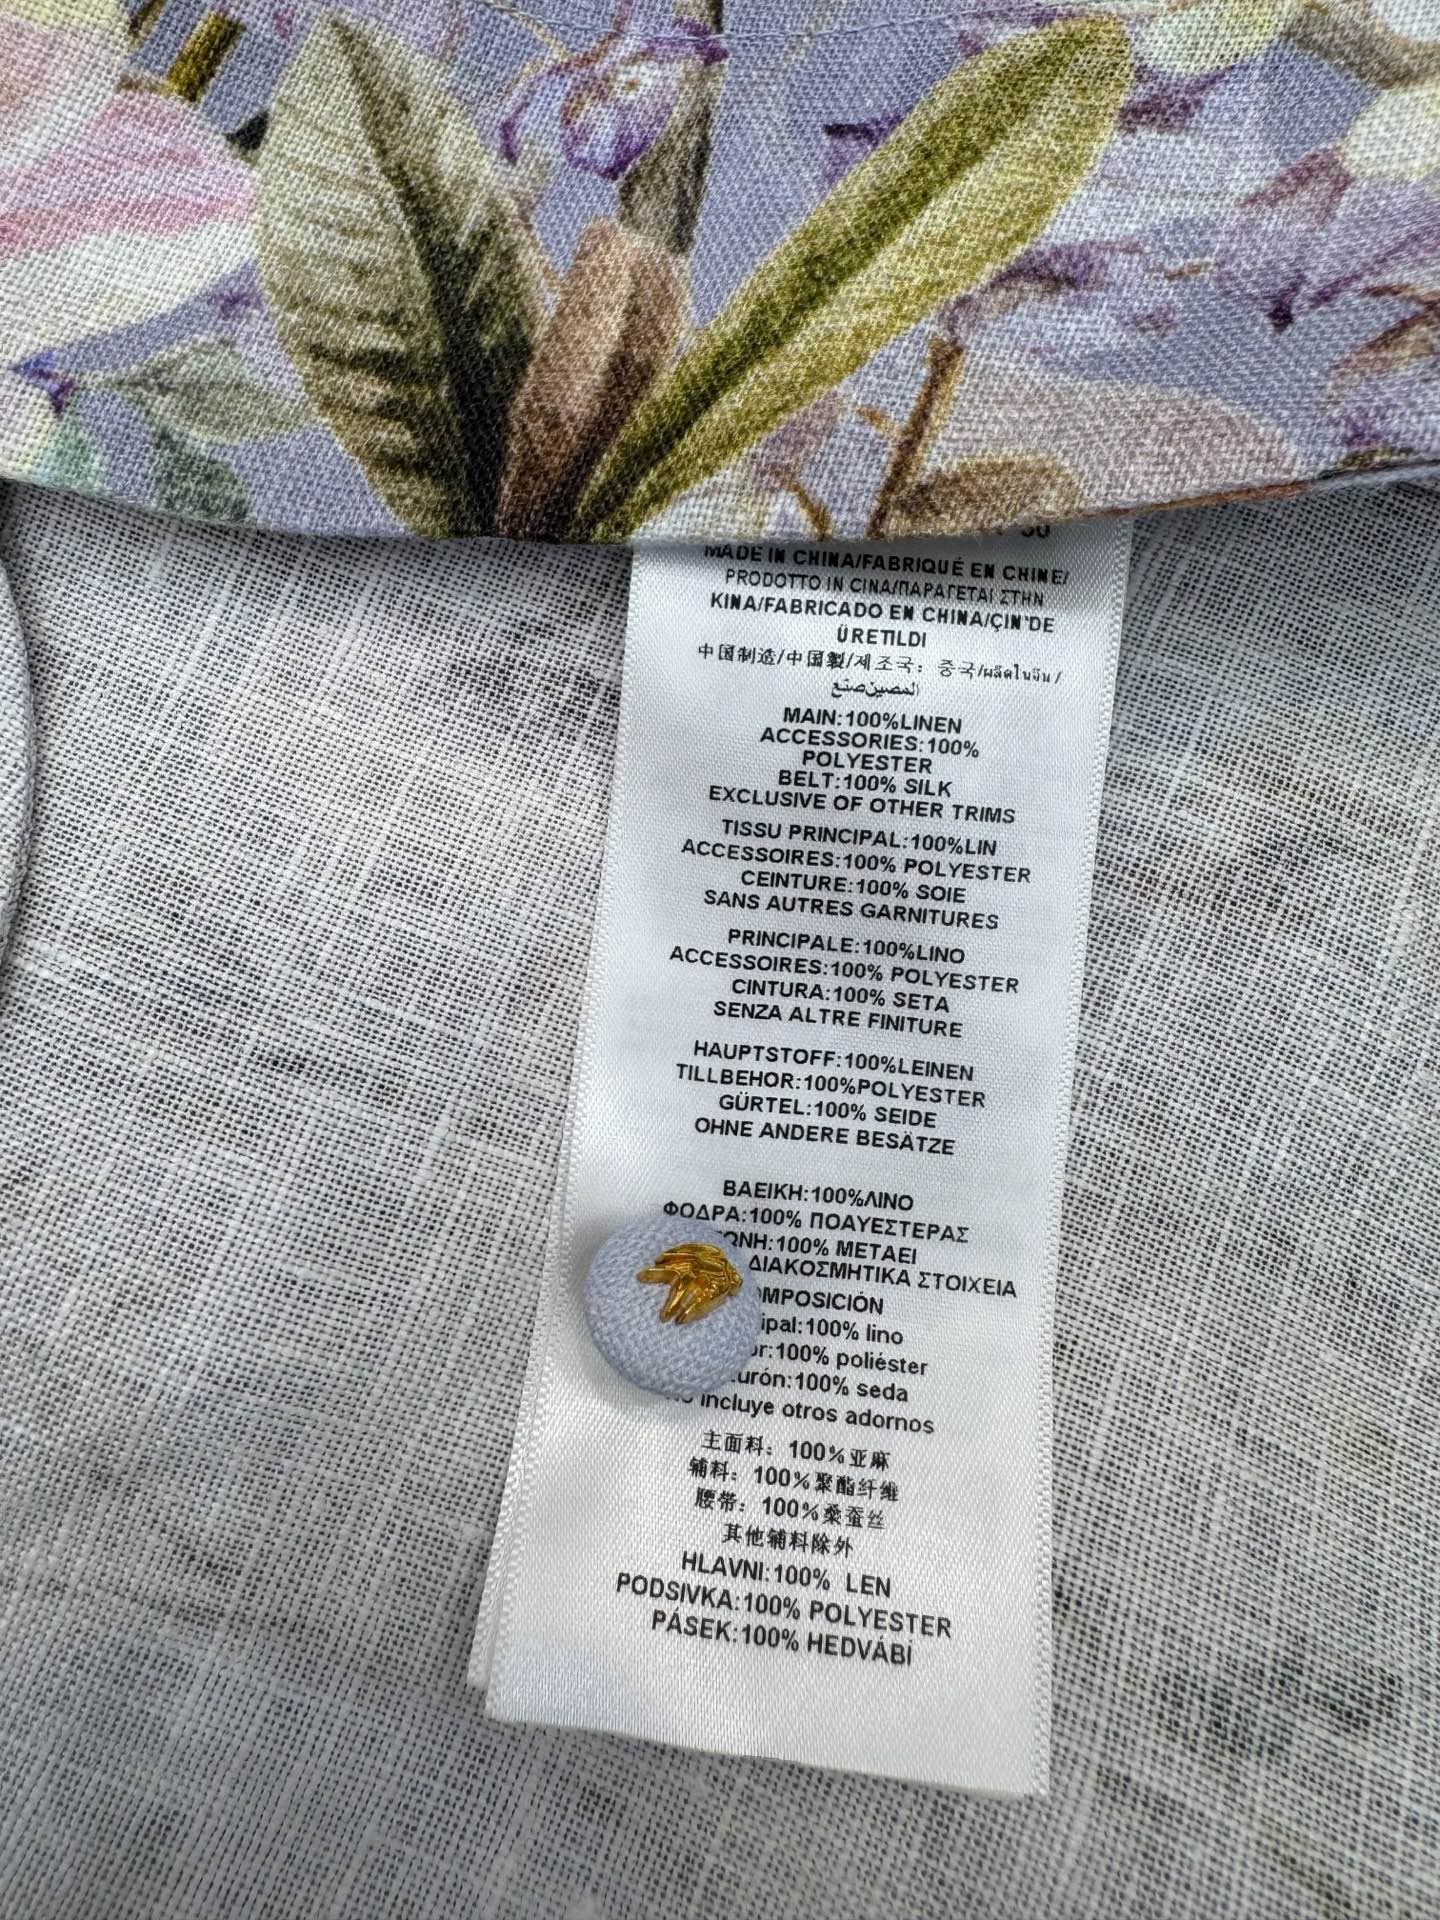 MADE IN CHINA/FABRIQUÉ EN CHINE/
PRODOTTO IN CINA/ΠΑΡΑΓΕΤΑΙ ΣΤΗΝ
KINA/FABRICADO EN CHINA/ÇIN'DE
ÜRETILDI
中国制造/中国製/제조국：중국/ผลิตในจีน/
المصين صنع
MAIN:100%LINEN
ACCESSORIES:100%
POLYESTER
BELT:100% SILK
EXCLUSIVE OF OTHER TRIMS
TISSU PRINCIPAL:100%LIN
ACCESSOIRES:100% POLYESTER
CEINTURE:100% SOIE
SANS AUTRES GARNITURES
PRINCIPALE:100%LINO
ACCESSOIRES:100% POLYESTER
CINTURA:100% SETA
SENZA ALTRE FINITURE
HAUPTSTOFF:100%LEINEN
TILLBEHOR:100%POLYESTER
GÜRTEL:100% SEIDE
OHNE ANDERE BESÄTZE
ΒΑΕΙΚΗ:100%ΛΙΝΟ
ΦΟΔΡΑ:100% ΠΟΑΥΕΣΤΕΡΑΣ
:100% ΜΕΤΑΕΙ
ΔΙΑΚΟΣΜΗΤΙΚΑ ΣΤΟΙΧΕΙΑ
OMPOSICIÓN
ipal:100% lino
or:100% poliéster
urón:100% seda
incluye otros adornos
主面料：100%亚麻
辅料：100%聚酯纤维
腰带：100%桑蚕丝
其他辅料除外
HLAVNI:100% LEN
PODSIVKA:100% POLYESTER
PÁSEK:100% HEDVÁBÍ